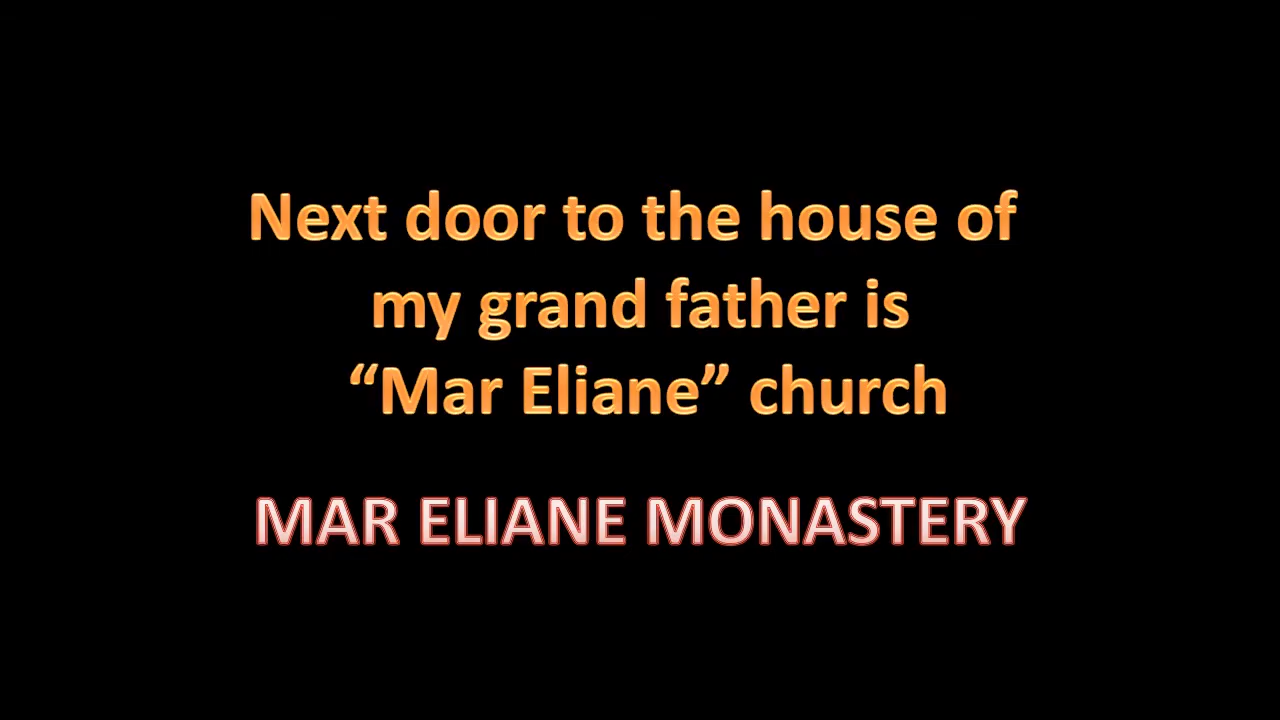 Next door to the house of
my grand father is
“Mar Eliane” church
MAR ELIANE MONASTERY